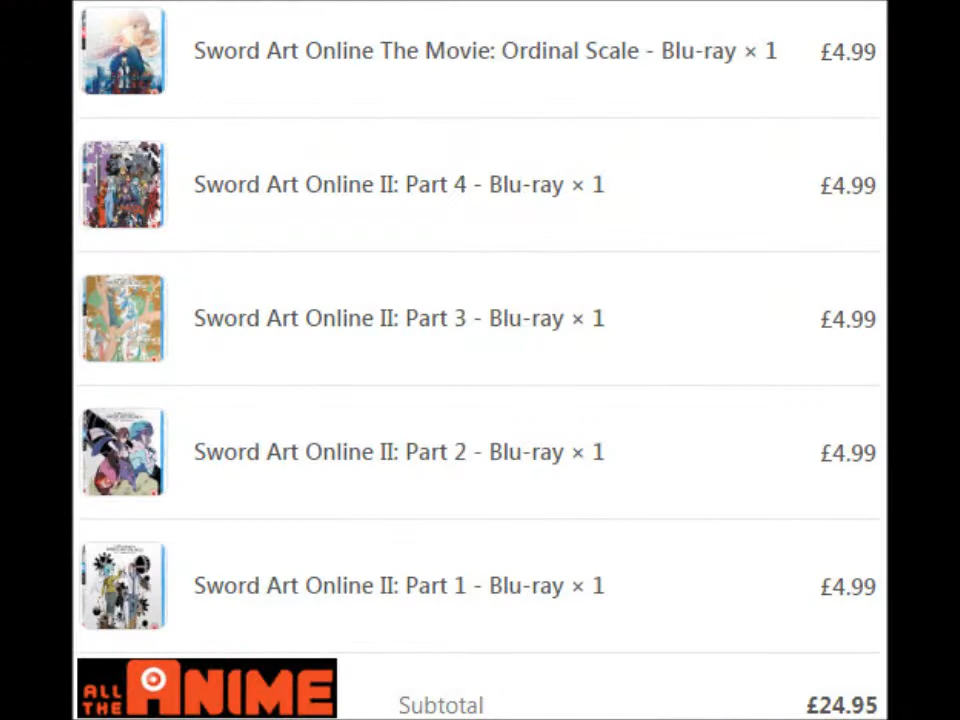 Sword Art Online The Movie: Ordinal Scale - Blu-ray × 1 £4.99
Sword Art Online II: Part 4 - Blu-ray × 1 £4.99
Sword Art Online II: Part 3 - Blu-ray × 1 £4.99
Sword Art Online II: Part 2 - Blu-ray × 1 £4.99
Sword Art Online II: Part 1 - Blu-ray × 1 £4.99
ALL THE ANIME
Subtotal £24.95